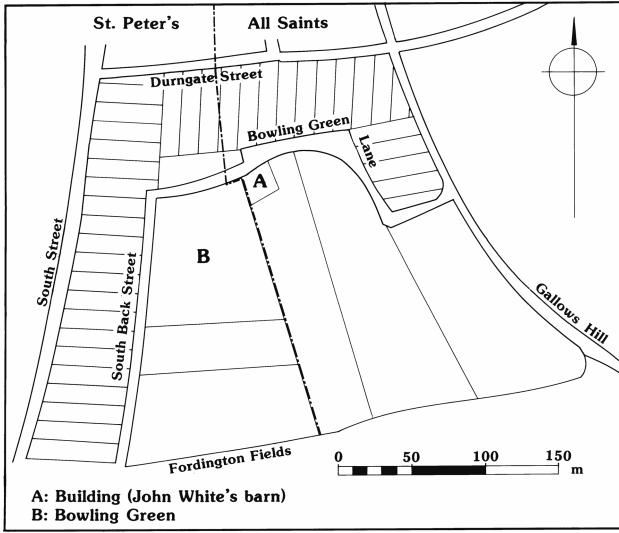 St. Peter's
All Saints
Durngate Street
Bowling Green
Lane
A
B
South Street
South Back Street
Gallows Hill
Fordington Fields
0 50 100 150
m
A: Building (John White's barn)
B: Bowling Green